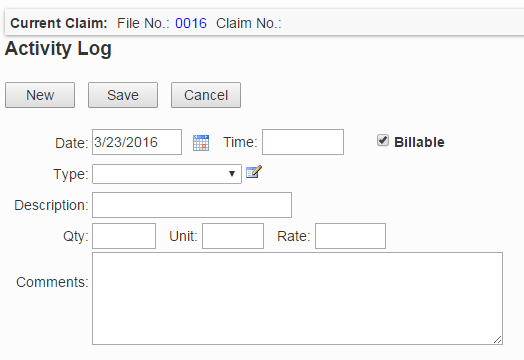 Current Claim: File No.: 0016 Claim No.:
Activity Log
New Save Cancel
Date: 3/23/2016 Time: Billable
Type:
Description:
Qty: Unit: Rate:
Comments: